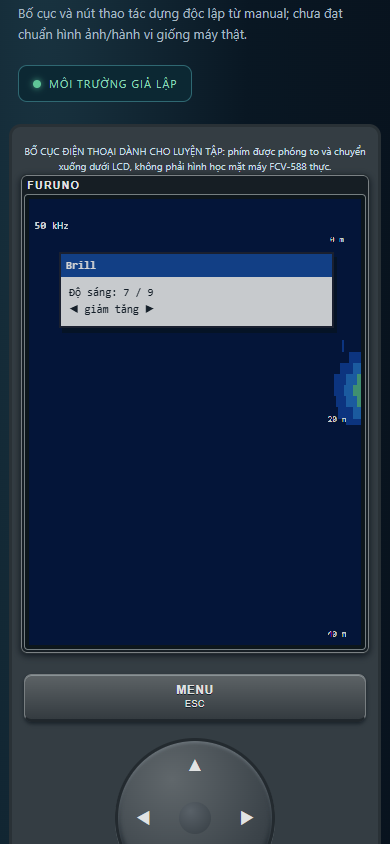 Bố cục và nút thao tác dựng độc lập từ manual; chưa đạt
chuẩn hình ảnh/hành vi giống máy thật.
MÔI TRƯỜNG GIẢ LẬP
BỐ CỤC ĐIỆN THOẠI DÀNH CHO LUYỆN TẬP: phím được phóng to và chuyển
xuống dưới LCD, không phải hình học mặt máy FCV-588 thực.
FURUNO
50 kHz
Brill
Độ sáng: 7 / 9
◄ giảm tăng ►
20 m
40 m
MENU
ESC
▲
◄ ►